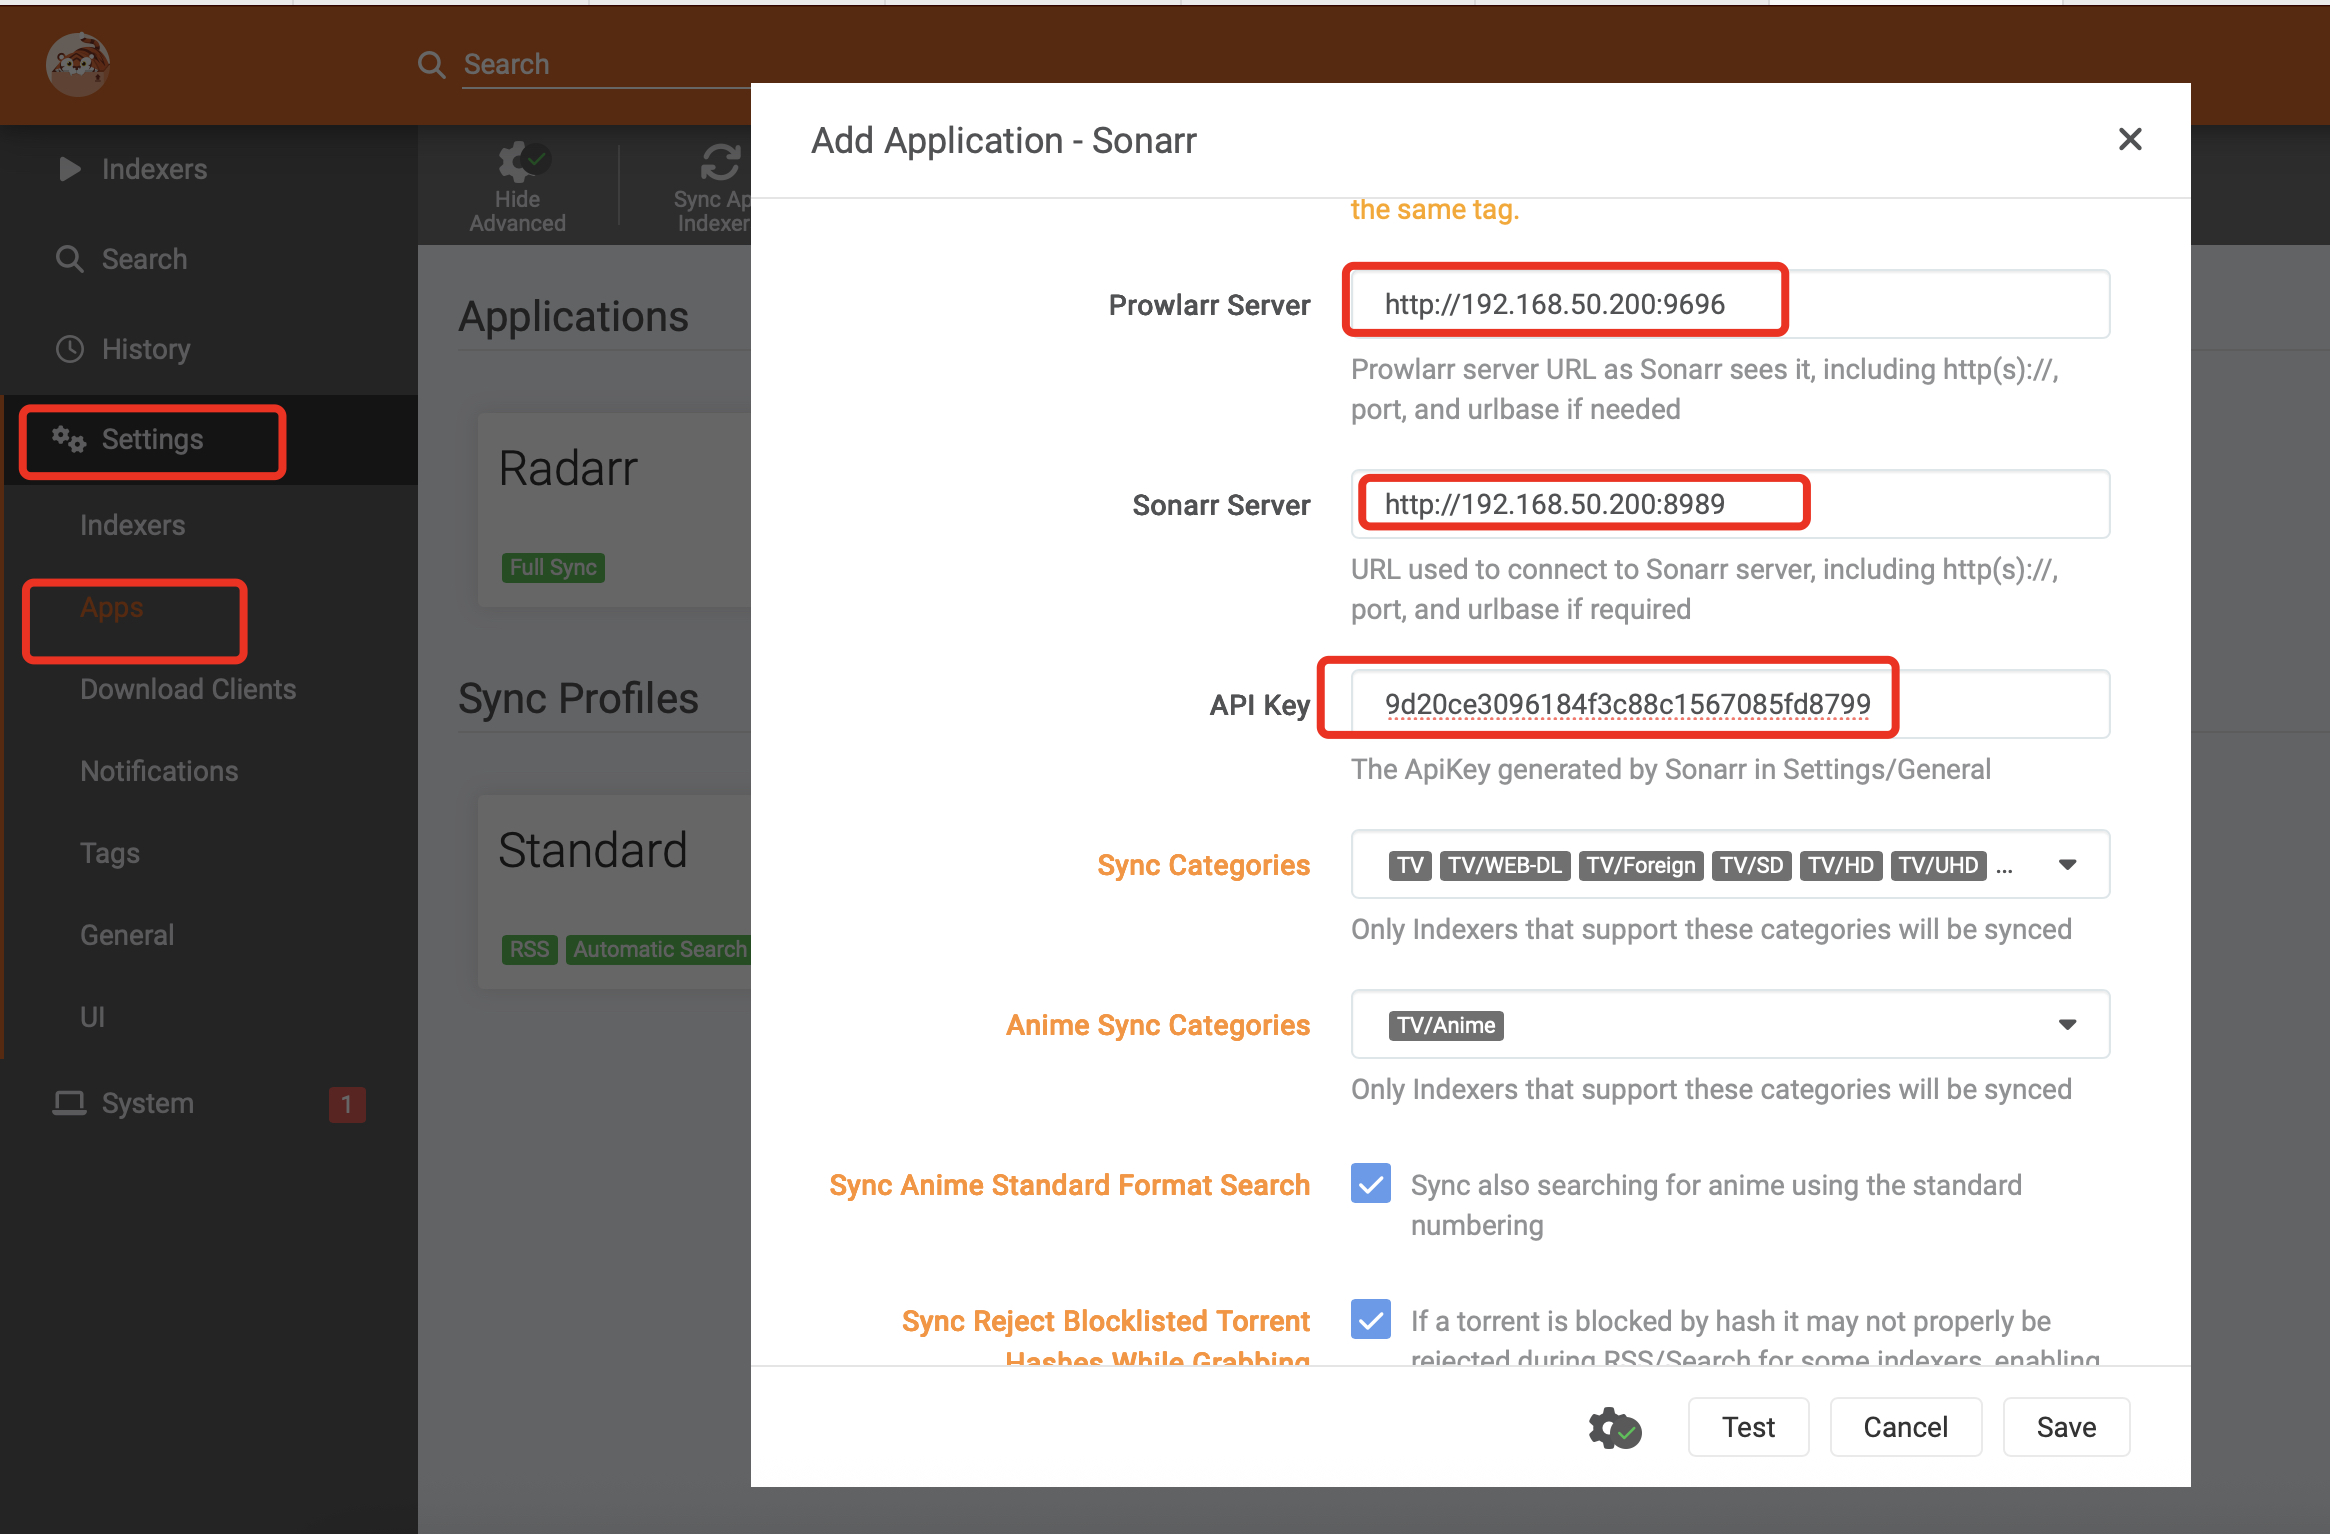 Search
Indexers
Search
History
Settings
Indexers
Apps
Download Clients
Notifications
Tags
General
UI
System
1
Hide
Advanced
Sync Ap
Indexer
Applications
Radarr
Full Sync
Sync Profiles
Standard
RSS Automatic Search
Add Application - Sonarr
the same tag.
Prowlarr Server
http://192.168.50.200:9696
Prowlarr server URL as Sonarr sees it, including http(s)://,
port, and urlbase if needed
Sonarr Server
http://192.168.50.200:8989
URL used to connect to Sonarr server, including http(s)://,
port, and urlbase if required
API Key
9d20ce3096184f3c88c1567085fd8799
The ApiKey generated by Sonarr in Settings/General
Sync Categories
TV TV/WEB-DL TV/Foreign TV/SD TV/HD TV/UHD ...
Only Indexers that support these categories will be synced
Anime Sync Categories
TV/Anime
Only Indexers that support these categories will be synced
Sync Anime Standard Format Search
Sync also searching for anime using the standard
numbering
Sync Reject Blocklisted Torrent
Hashes While Grabbing
If a torrent is blocked by hash it may not properly be
rejected during RSS/Search for some indexers, enabling
Test
Cancel
Save